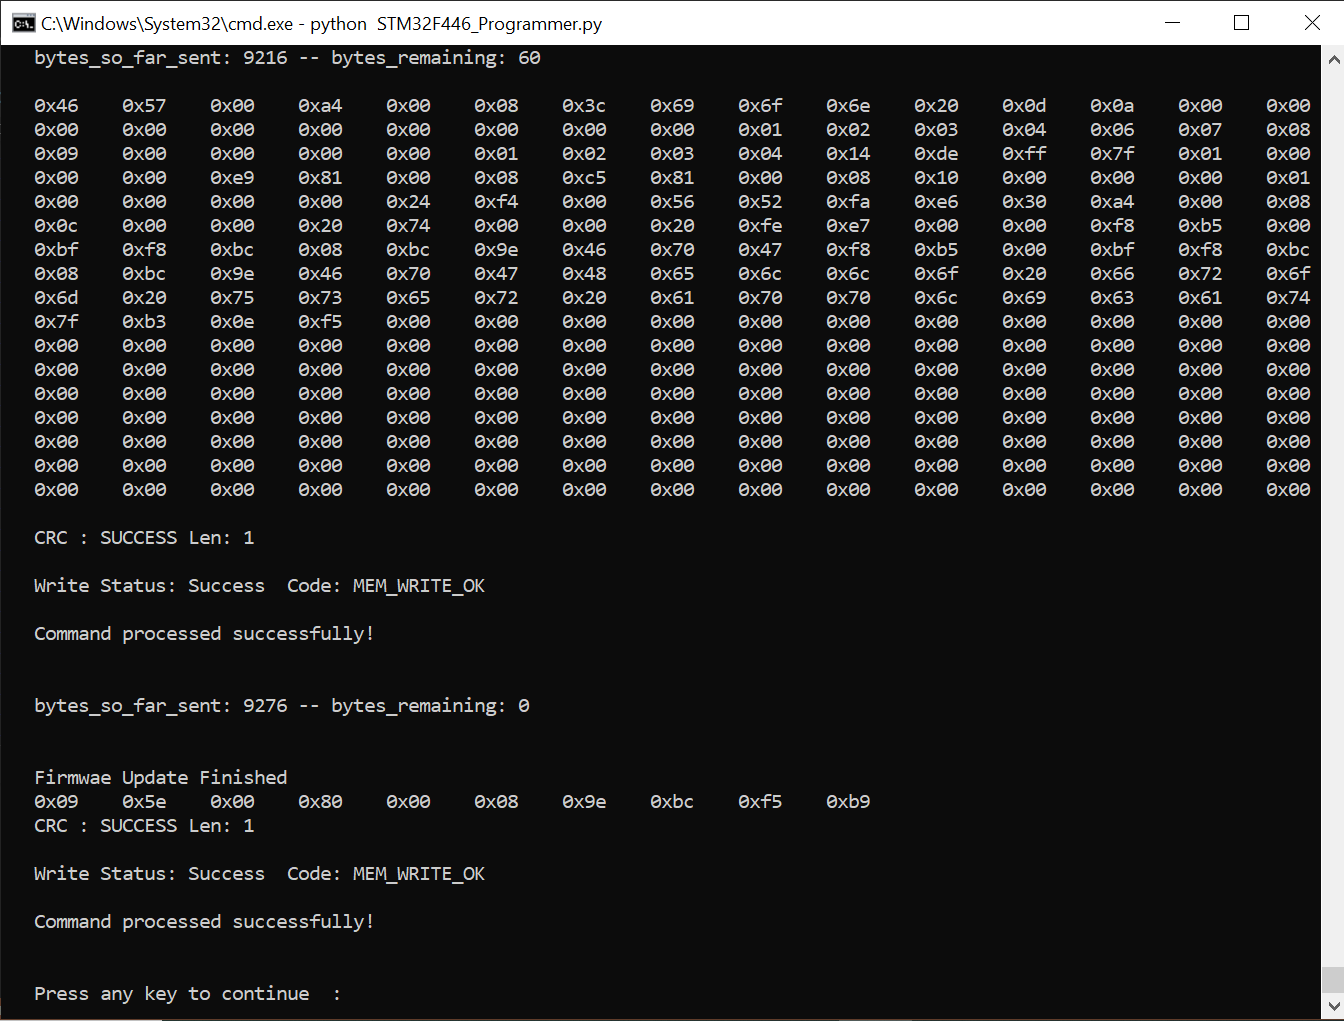 C:\Windows\System32\cmd.exe - python  STM32F446_Programmer.py
bytes_so_far_sent: 9216 -- bytes_remaining: 60
0x46 0x57 0x00 0xa4 0x00 0x08 0x3c 0x69 0x6f 0x6e 0x20 0x0d 0x0a 0x00 0x00
0x00 0x00 0x00 0x00 0x00 0x00 0x00 0x00 0x00 0x01 0x02 0x03 0x04 0x06 0x07 0x08
0x09 0x00 0x00 0x00 0x00 0x01 0x02 0x03 0x04 0x14 0xde 0xff 0x7f 0x01 0x00
0x00 0x00 0xe9 0x81 0x00 0x08 0xc5 0x81 0x00 0x08 0x10 0x00 0x00 0x00 0x01
0x00 0x00 0x00 0x00 0x24 0xf4 0x00 0x56 0x52 0xfa 0xe6 0x30 0xa4 0x00 0x08
0x0c 0x00 0x00 0x20 0x74 0x00 0x00 0x20 0xfe 0xe7 0x00 0x00 0xf8 0xb5 0x00
0xbf 0xf8 0xbc 0x08 0xbc 0x9e 0x46 0x70 0x47 0xf8 0xb5 0x00 0xbf 0xf8 0xbc
0x08 0xbc 0x9e 0x46 0x70 0x47 0x48 0x65 0x6c 0x6c 0x6f 0x20 0x66 0x72 0x6f
0x6d 0x20 0x75 0x73 0x65 0x72 0x20 0x61 0x70 0x70 0x6c 0x69 0x63 0x61 0x74
0x7f 0xb3 0x0e 0xf5 0x00 0x00 0x00 0x00 0x00 0x00 0x00 0x00 0x00 0x00 0x00
0x00 0x00 0x00 0x00 0x00 0x00 0x00 0x00 0x00 0x00 0x00 0x00 0x00 0x00 0x00
0x00 0x00 0x00 0x00 0x00 0x00 0x00 0x00 0x00 0x00 0x00 0x00 0x00 0x00 0x00
0x00 0x00 0x00 0x00 0x00 0x00 0x00 0x00 0x00 0x00 0x00 0x00 0x00 0x00 0x00
0x00 0x00 0x00 0x00 0x00 0x00 0x00 0x00 0x00 0x00 0x00 0x00 0x00 0x00 0x00
0x00 0x00 0x00 0x00 0x00 0x00 0x00 0x00 0x00 0x00 0x00 0x00 0x00 0x00 0x00
0x00 0x00 0x00 0x00 0x00 0x00 0x00 0x00 0x00 0x00 0x00 0x00 0x00 0x00 0x00
0x00 0x00 0x00 0x00 0x00 0x00 0x00 0x00 0x00 0x00 0x00 0x00 0x00 0x00 0x00
CRC : SUCCESS Len: 1
Write Status: Success  Code: MEM_WRITE_OK
Command processed successfully!
bytes_so_far_sent: 9276 -- bytes_remaining: 0
Firmwae Update Finished
0x09 0x5e 0x00 0x80 0x00 0x08 0x9e 0xbc 0xf5 0xb9
CRC : SUCCESS Len: 1
Write Status: Success  Code: MEM_WRITE_OK
Command processed successfully!
Press any key to continue  :